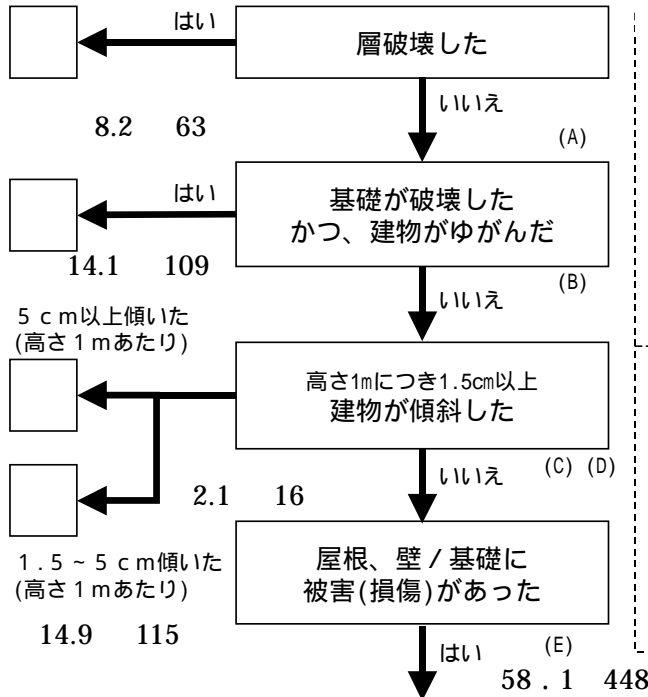 はい
層破壊した
いいえ
8.2 63
(A)
はい
基礎が破壊した
かつ、建物がゆがんだ
14.1 109
(B)
いいえ
5cm以上傾いた
(高さ1mあたり)
高さ1mにつき1.5cm以上
建物が傾斜した
(C) (D)
いいえ
2.1 16
1.5~5cm傾いた
(高さ1mあたり)
屋根、壁/基礎に
被害(損傷)があった
14.9 115
(E)
はい
58.1 448